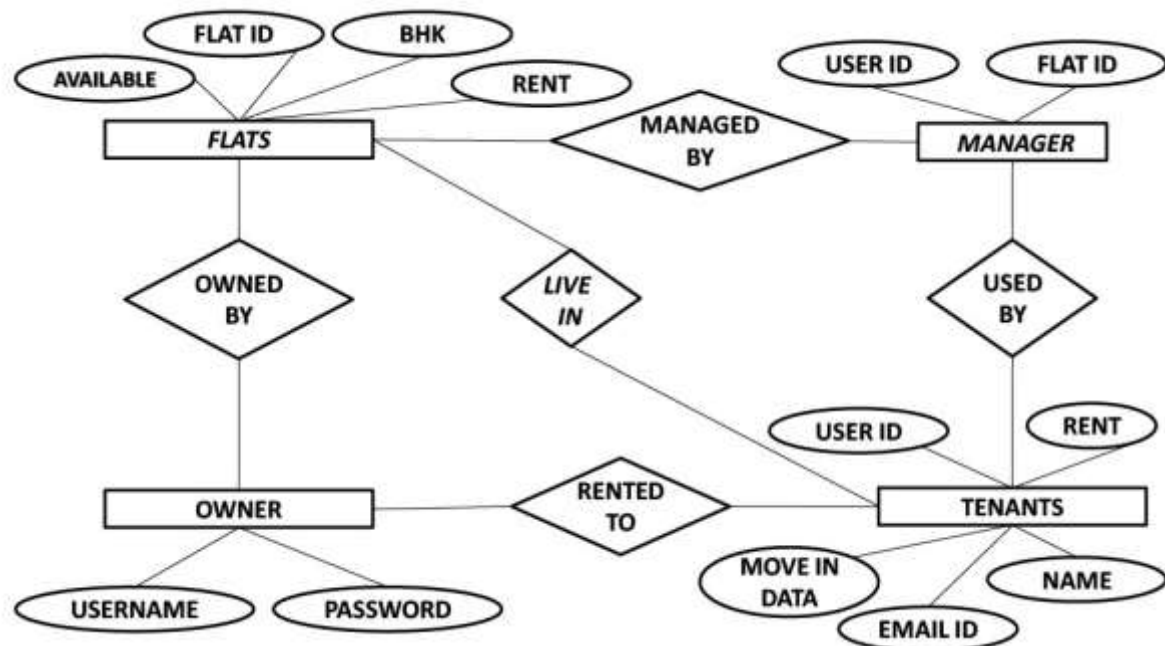 FLAT ID
BHK
USER ID
FLAT ID
AVAILABLE
RENT
FLATS
MANAGED
BY
MANAGER
OWNED
BY
LIVE
IN
USED
BY
USER ID
RENT
OWNER
RENTED
TO
TENANTS
MOVE IN
DATA
NAME
USERNAME
PASSWORD
EMAIL ID